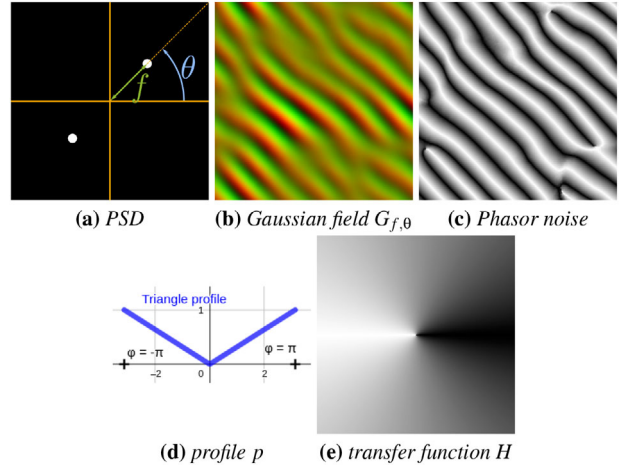 f θ
(a) PSD (b) Gaussian field G_{f,θ} (c) Phasor noise
Triangle profile
1
φ = -π φ = π
−2 0 2
(d) profile p (e) transfer function H